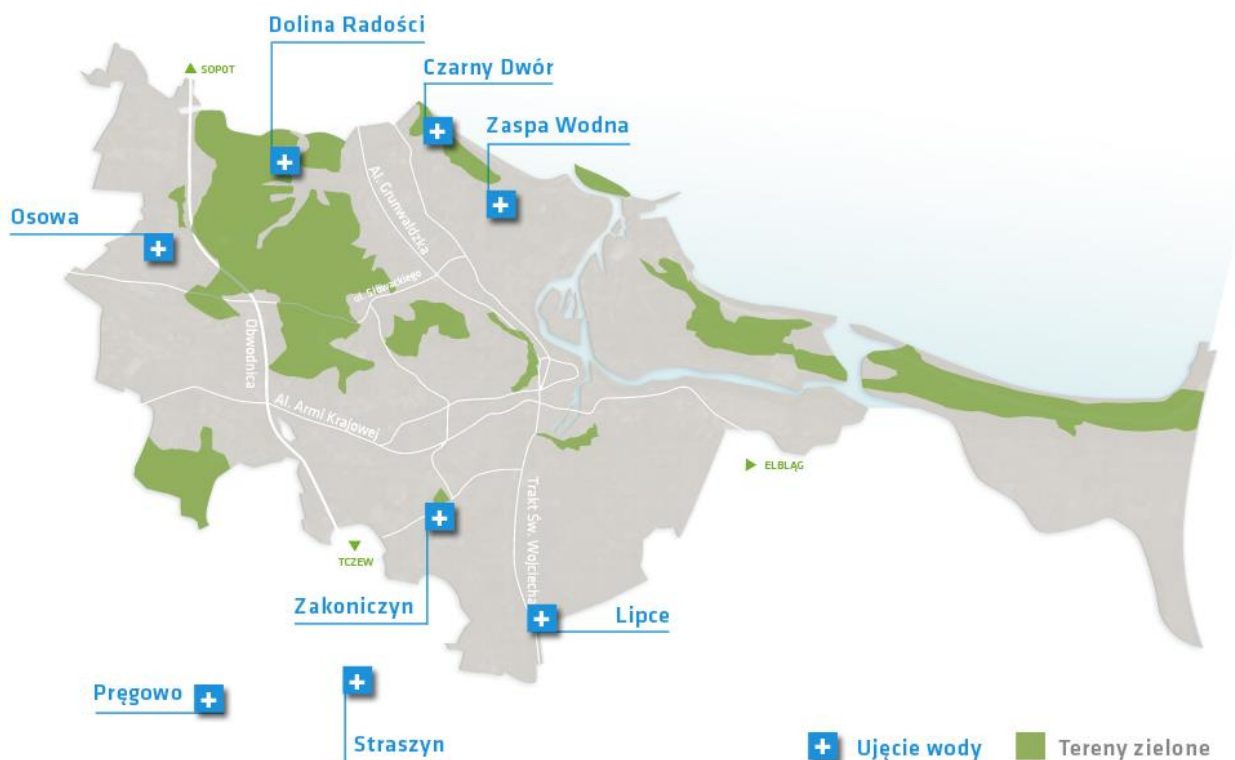 Dolina Radości
Czarny Dwór
SOPOT
Zaspa Wodna
Al. Grunwaldzka
Osowa
ul. Słowackiego
Obwodnica
Al. Armi Krajowej
ELBLĄG
Trakt Św. Wojciecha
TCZEW
Zakoniczyn
Lipce
Pręgowo
Straszyn
Ujęcie wody
Tereny zielone